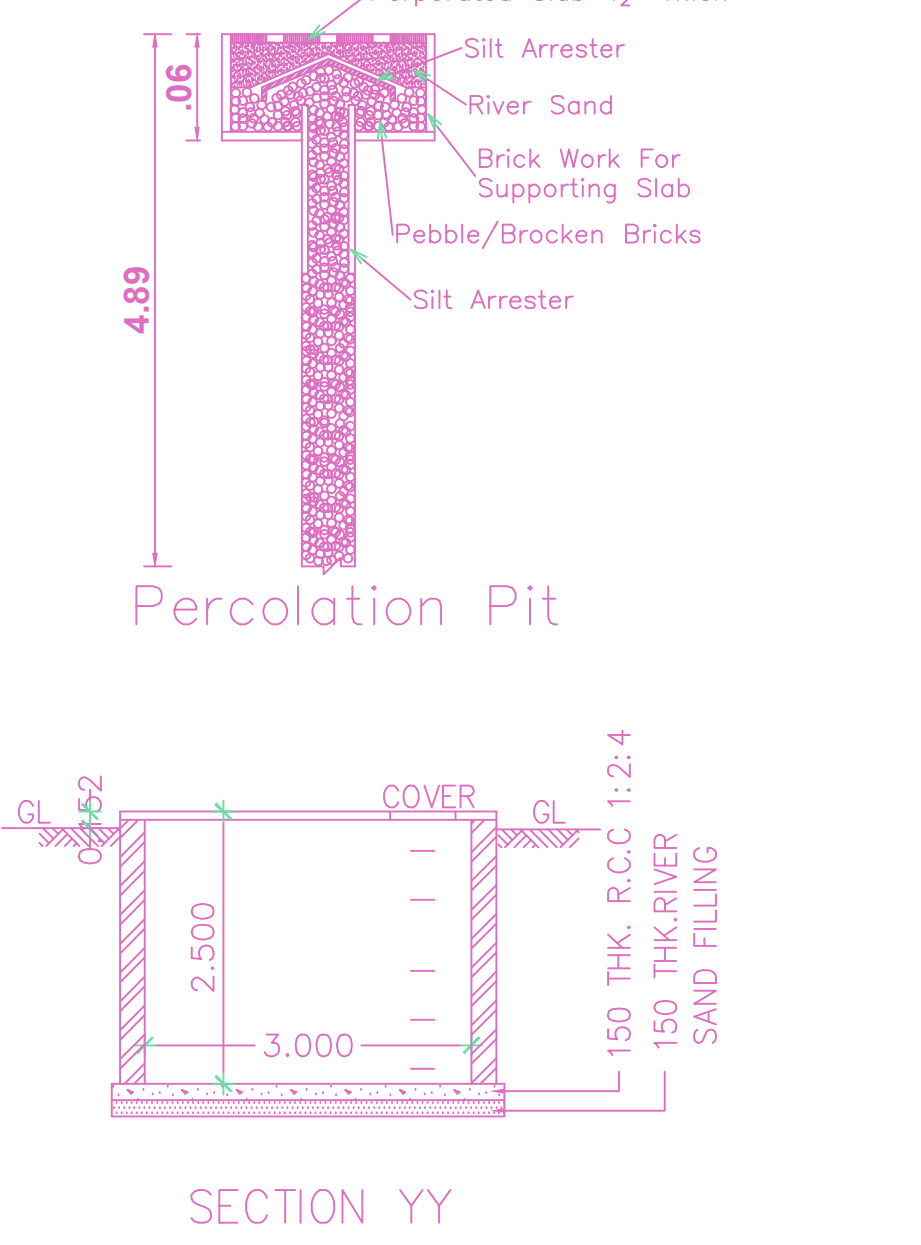 Silt Arrester
.06
River Sand
Brick Work For
Supporting Slab
Pebble/Brocken Bricks
4.89
Silt Arrester
Percolation Pit
GL
COVER
GL
2.500
3.000
150 THK. R.C.C 1:2:4
150 THK.RIVER
SAND FILLING
SECTION YY